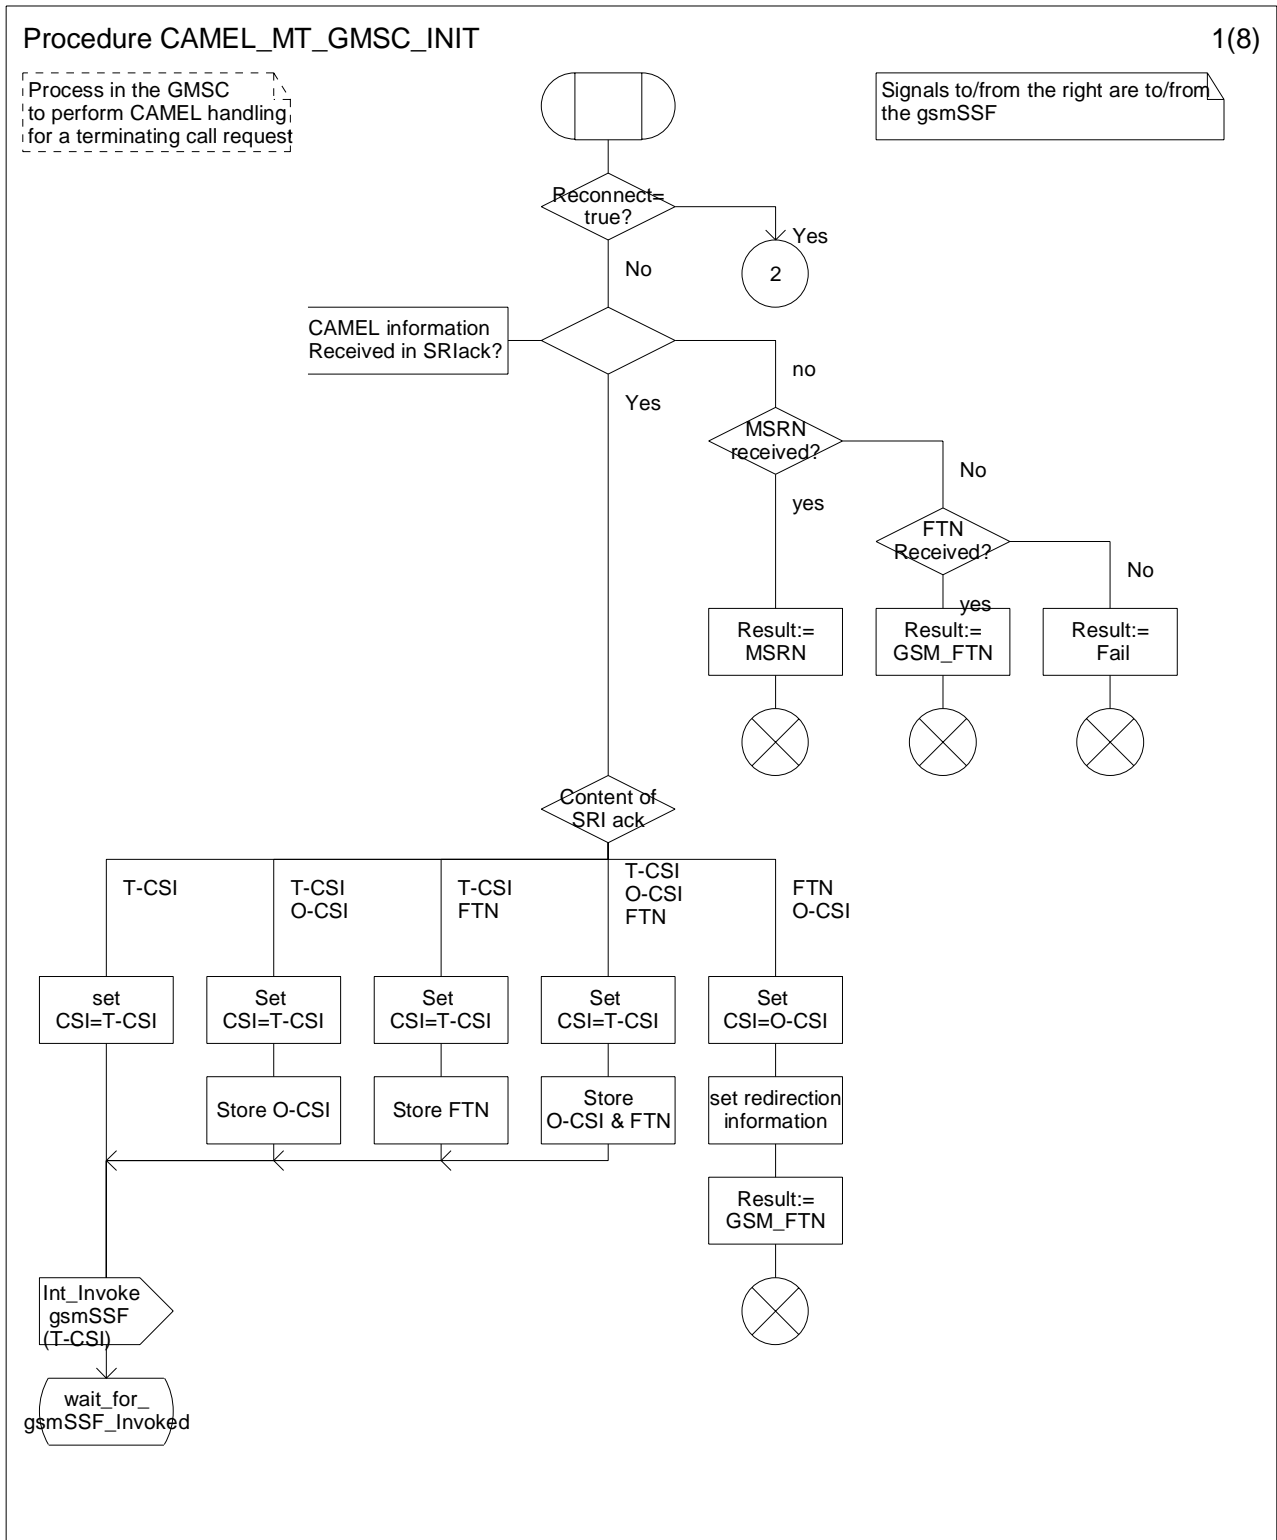 Procedure CAMEL_MT_GMSC_INIT
1(8)
Process in the GMSC
to perform CAMEL handling
for a terminating call request
Signals to/from the right are to/from
the gsmSSF
Reconnect=
true?
Yes
2
No
CAMEL information
Received in SRIack?
no
Yes
MSRN
received?
No
yes
FTN
Received?
No
yes
Result:=
MSRN
Result:=
GSM_FTN
Result:=
Fail
Content of
SRI ack
T-CSI
T-CSI
O-CSI
T-CSI
FTN
T-CSI
O-CSI
FTN
FTN
O-CSI
set
CSI=T-CSI
Set
CSI=T-CSI
Set
CSI=T-CSI
Set
CSI=T-CSI
Set
CSI=O-CSI
Store O-CSI
Store FTN
Store
O-CSI & FTN
set redirection
information
Result:=
GSM_FTN
Int_Invoke
gsmSSF
(T-CSI)
wait_for_
gsmSSF_Invoked